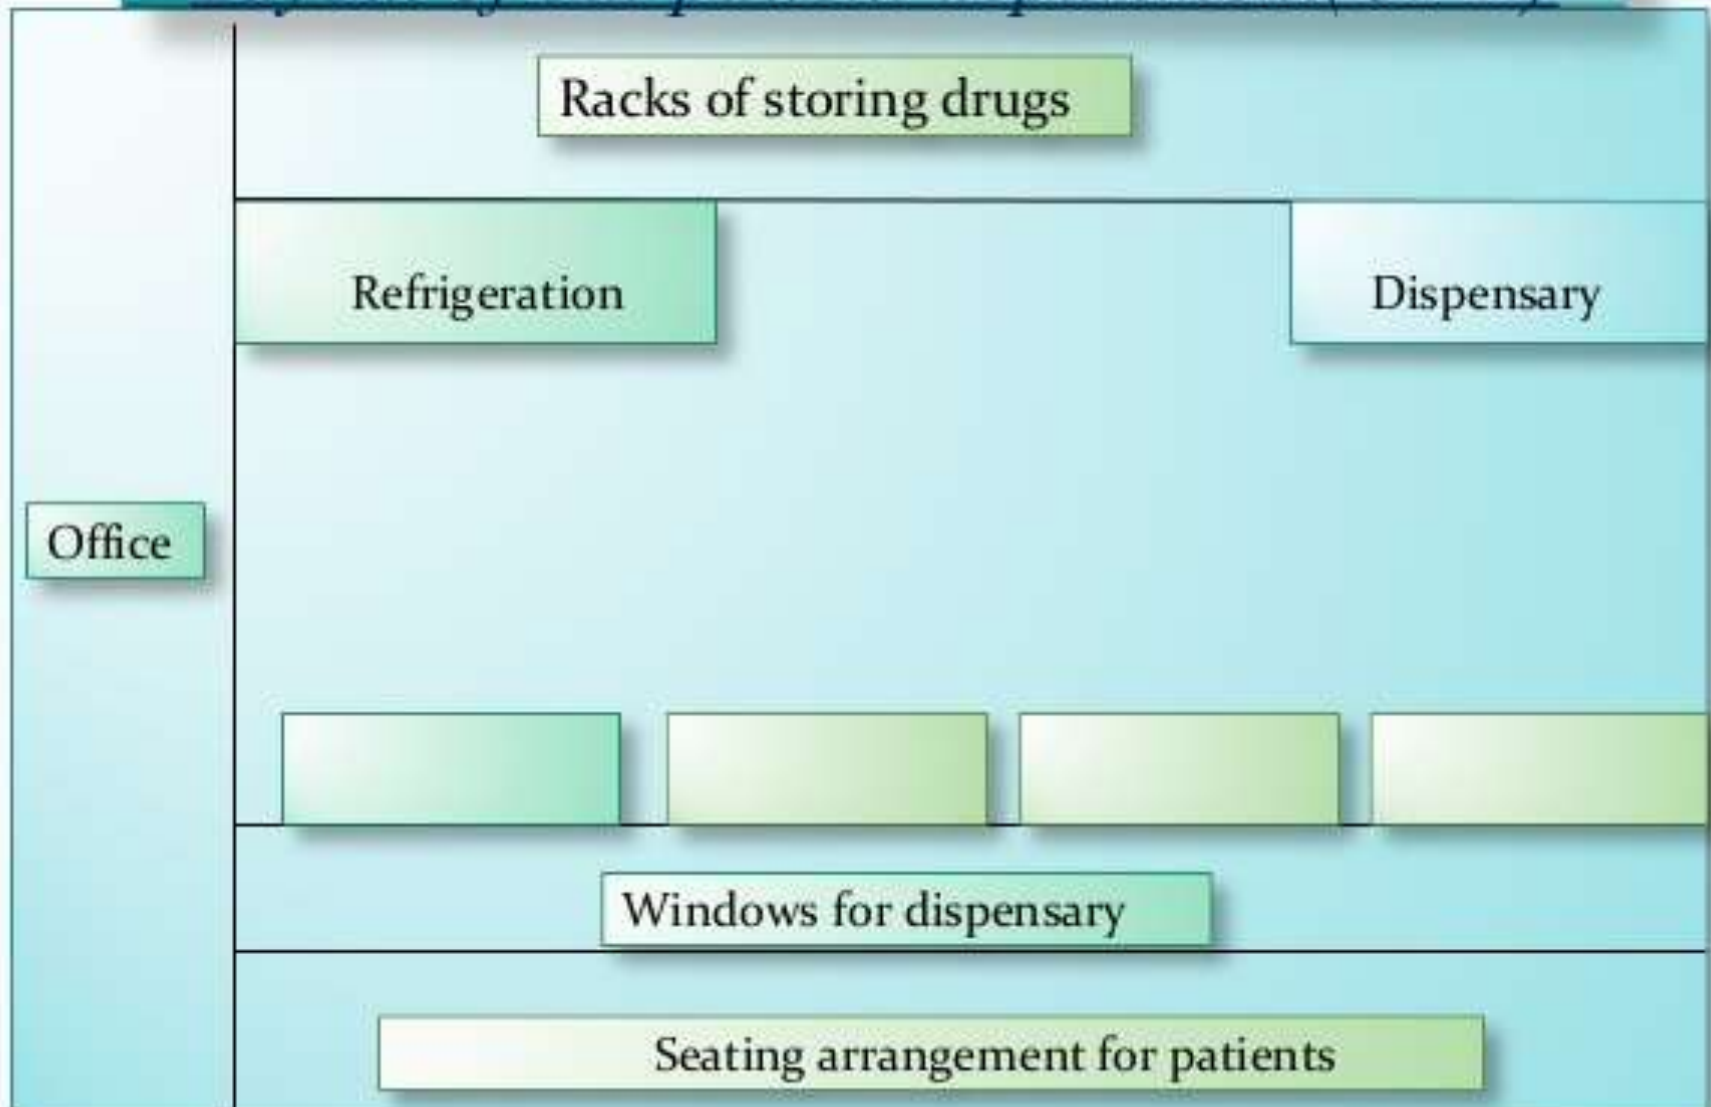 Racks of storing drugs
Refrigeration
Dispensary
Office
Windows for dispensary
Seating arrangement for patients